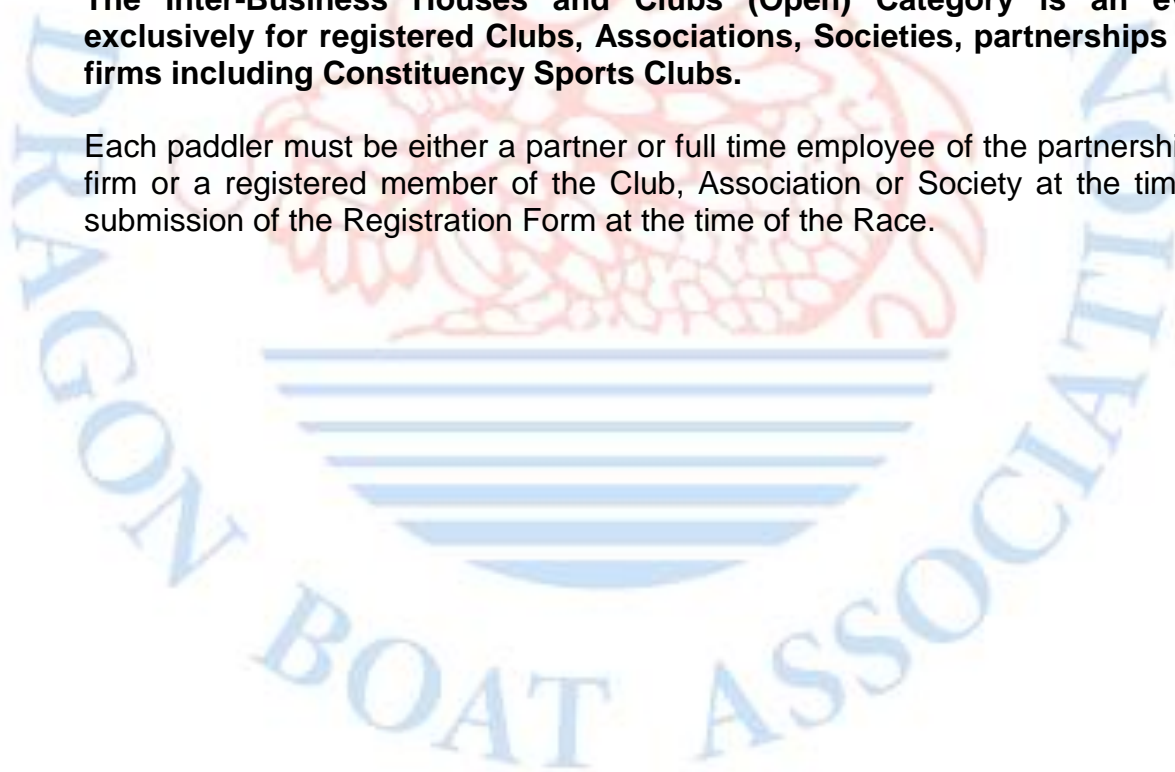 The Inter-Business Houses and Clubs (Open) Category is an
exclusively for registered Clubs, Associations, Societies, partnerships
firms including Constituency Sports Clubs.
Each paddler must be either a partner or full time employee of the
firm or a registered member of the Club, Association or Society at the
submission of the Registration Form at the time of the Race.
DRAGON BOAT ASSOCIATION